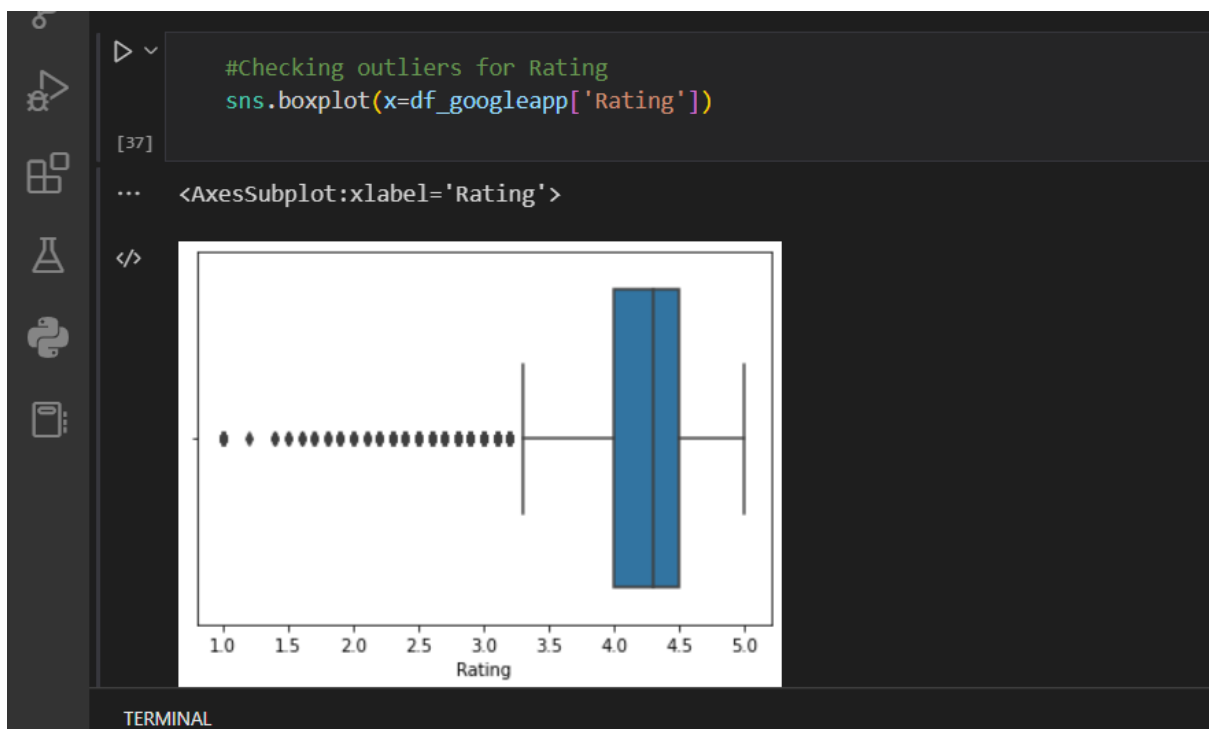 #Checking outliers for Rating
sns.boxplot(x=df_googleapp['Rating'])
[37]
... <AxesSubplot:xlabel='Rating'>
</>
1.0 1.5 2.0 2.5 3.0 3.5 4.0 4.5 5.0
Rating
TERMINAL